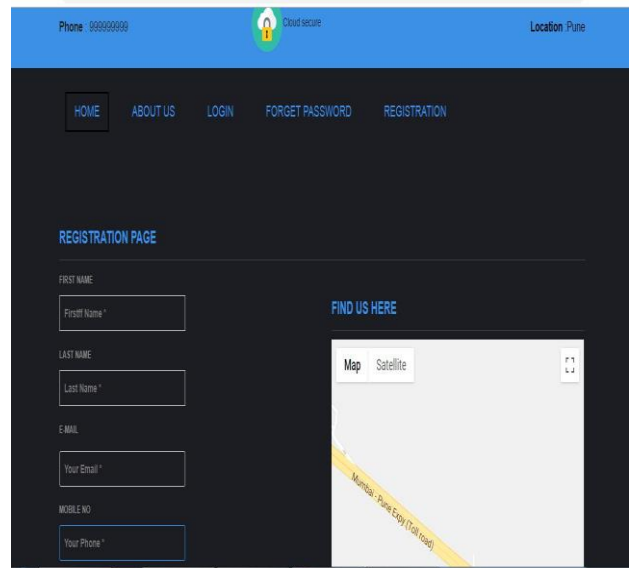 Phone : 999999999
Cloud secure
Location :Pune
HOME ABOUT US LOGIN FORGET PASSWORD REGISTRATION
REGISTRATION PAGE
FIRST NAME
Firstff Name *
LAST NAME
Last Name *
E-MAIL
Your Email *
MOBILE NO
Your Phone *
FIND US HERE
Map Satellite
Mumbai - Pune Expy (Toll road)